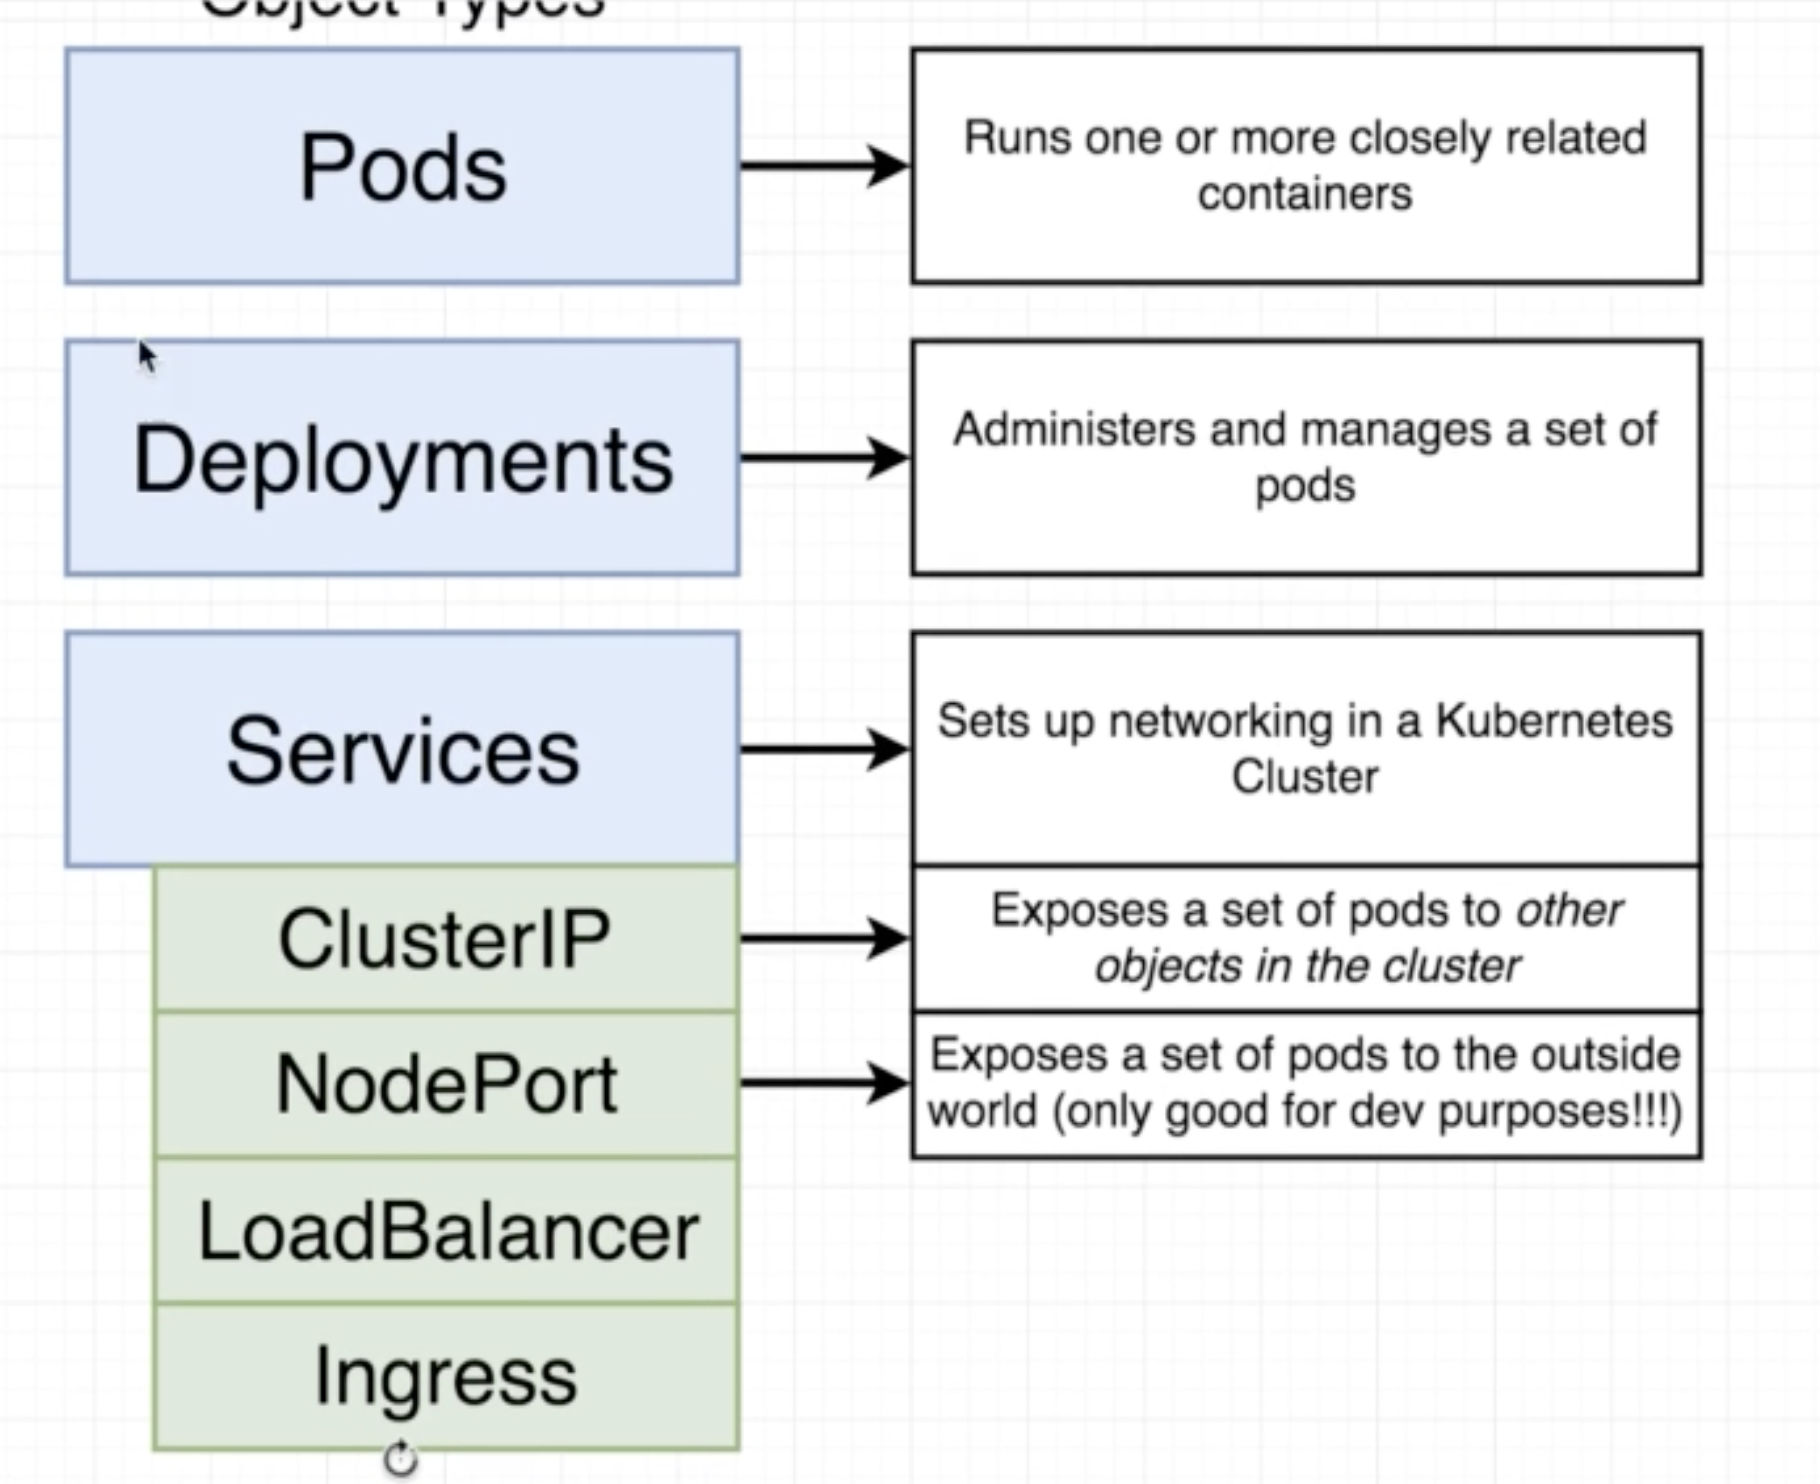 Object Types
Pods
Runs one or more closely related
containers
Deployments
Administers and manages a set of
pods
Services
Sets up networking in a Kubernetes
Cluster
ClusterIP
Exposes a set of pods to other
objects in the cluster
NodePort
Exposes a set of pods to the outside
world (only good for dev purposes!!!)
LoadBalancer
Ingress